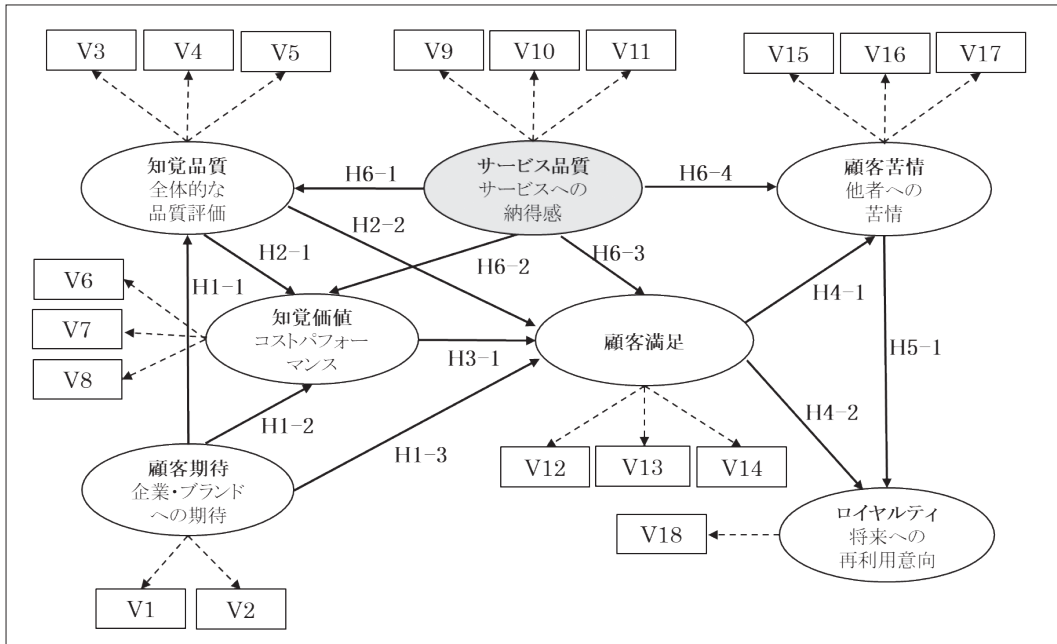 V3
V4
V5
V9
V10
V11
V15
V16
V17
知覚品質
全体的な
品質評価
H6-1
サービス品質
サービスへの
納得感
H6-4
顧客苦情
他者への
苦情
H2-2
H2-1
H6-2
H6-3
H1-1
V6
V7
V8
知覚価値
コストパフォー
マンス
H3-1
顧客満足
H4-1
H5-1
H1-2
H1-3
H4-2
V12
V13
V14
顧客期待
企業・ブランド
への期待
V18
ロイヤルティ
将来への
再利用意向
V1
V2